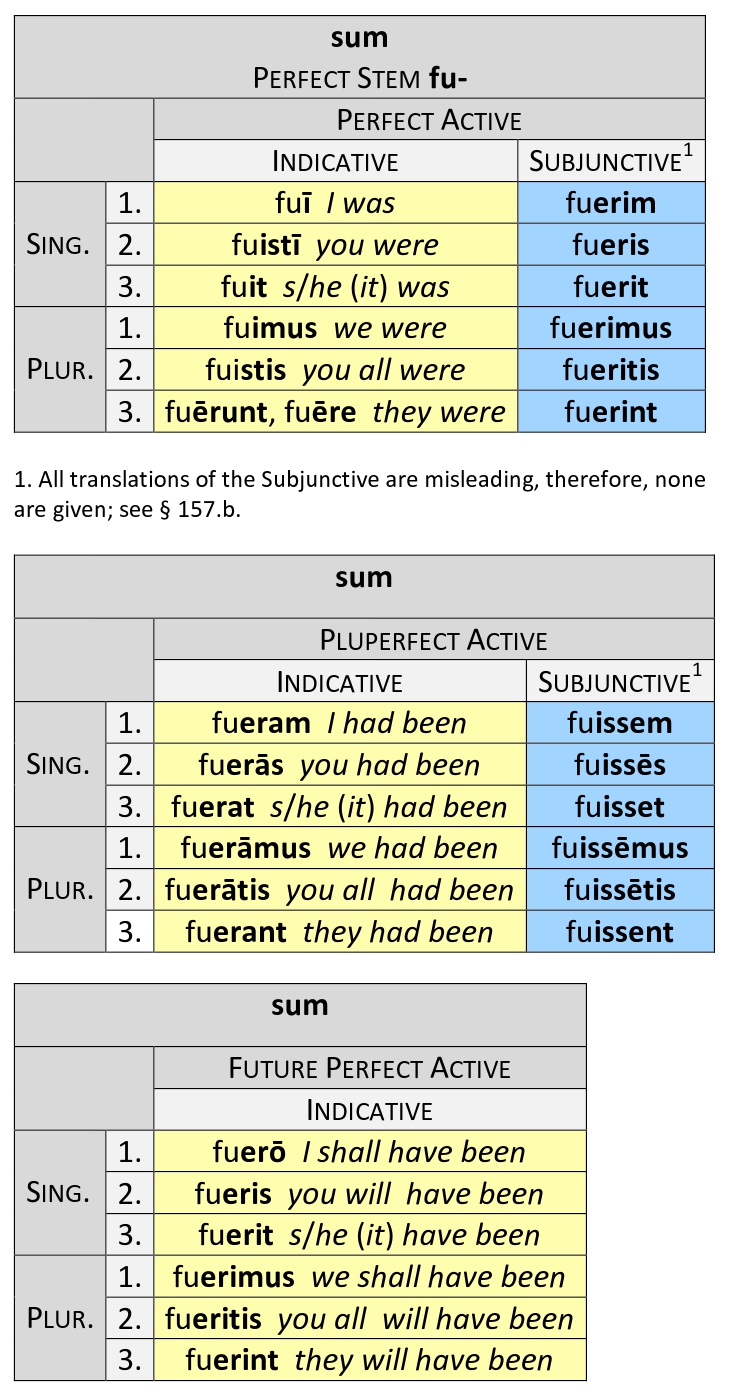 sum
PERFECT STEM fu-
PERFECT ACTIVE
INDICATIVE SUBJUNCTIVE1
SING. 1. fuī I was fuerim
2. fuistī you were fueris
3. fuit s/he (it) was fuerit
PLUR. 1. fuimus we were fuerimus
2. fuistis you all were fueritis
3. fuērunt, fuēre they were fuerint
1. All translations of the Subjunctive are misleading, therefore, none
are given; see § 157.b.
sum
PLUPERFECT ACTIVE
INDICATIVE SUBJUNCTIVE1
SING. 1. fueram I had been fuissem
2. fuerās you had been fuissēs
3. fuerat s/he (it) had been fuisset
PLUR. 1. fuerāmus we had been fuissēmus
2. fuerātis you all had been fuissētis
3. fuerant they had been fuissent
sum
FUTURE PERFECT ACTIVE
INDICATIVE
SING. 1. fuerō I shall have been
2. fueris you will have been
3. fuerit s/he (it) have been
PLUR. 1. fuerimus we shall have been
2. fueritis you all will have been
3. fuerint they will have been